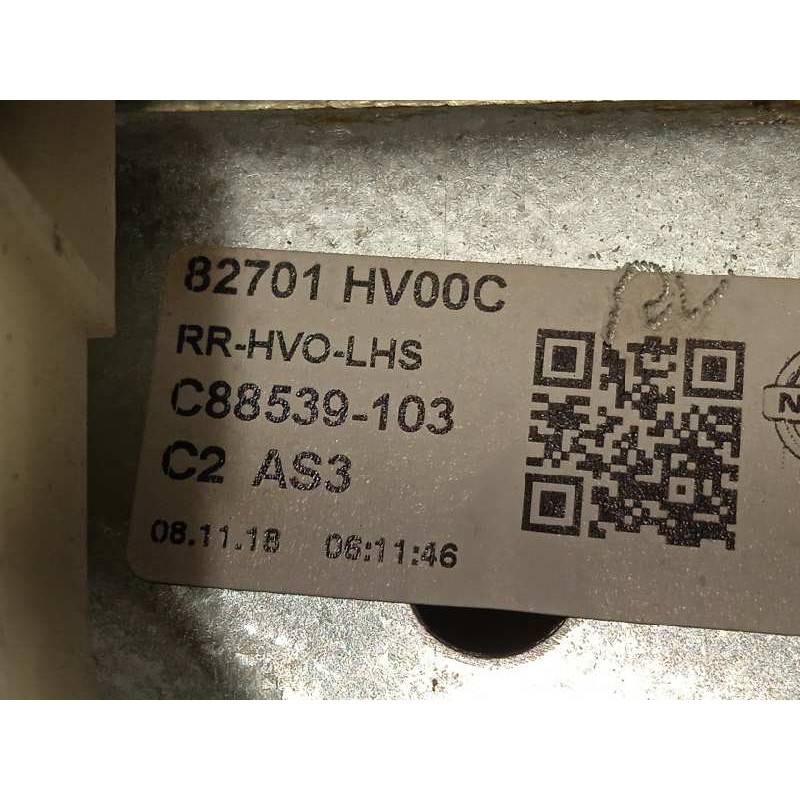 82701 HV00C
RR-HVO-LHS
C88539-103
C2 AS3
08.11.18 06:11:46